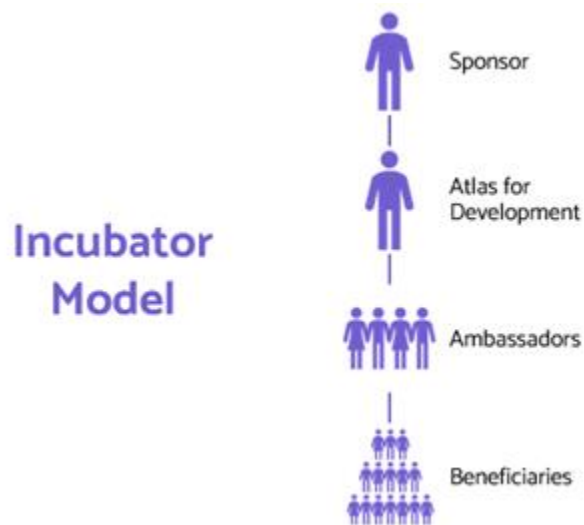 Incubator
Model
Sponsor
Atlas for
Development
Ambassadors
Beneficiaries